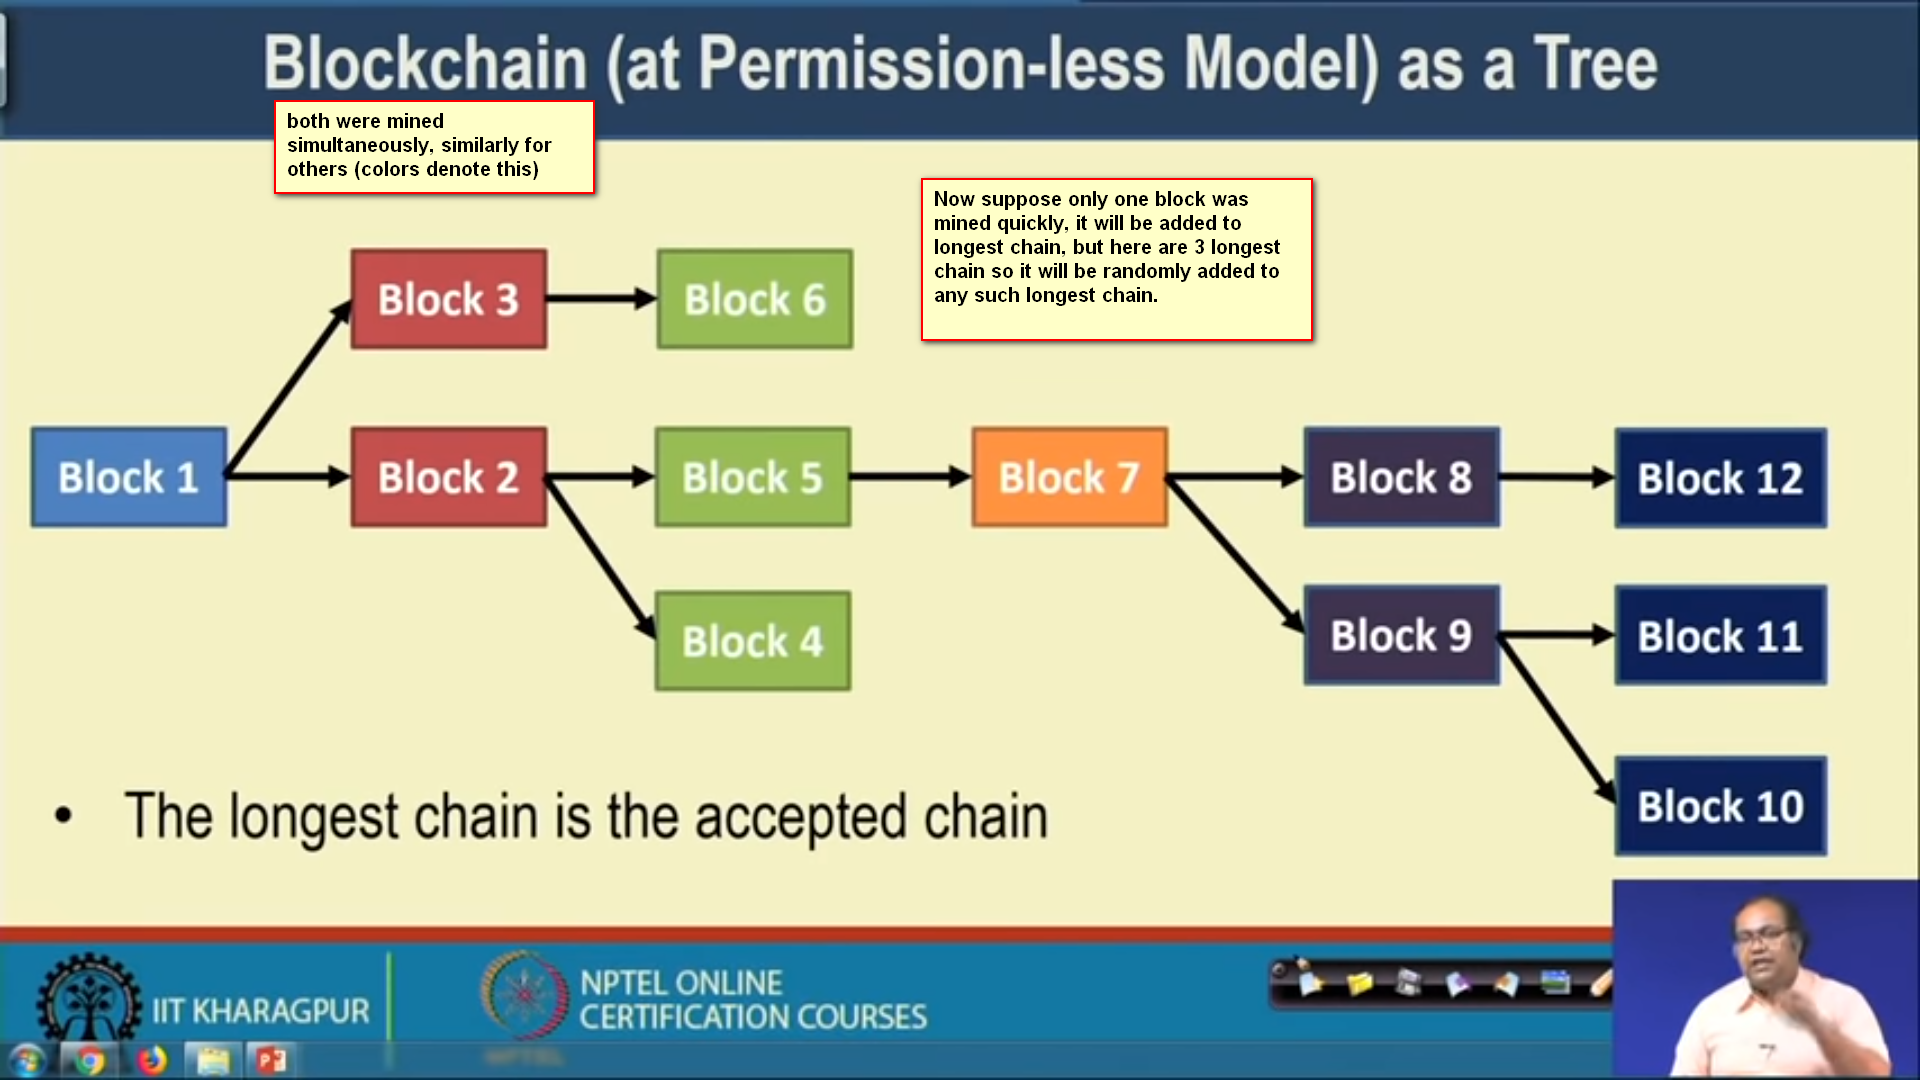 Blockchain (at Permission-less Model) as a Tree
both were mined
simultaneously, similarly for
others (colors denote this)
Now suppose only one block was
mined quickly, it will be added to
longest chain, but here are 3 longest
chain so it will be randomly added to
any such longest chain.
Block 3
Block 6
Block 1
Block 2
Block 5
Block 7
Block 8
Block 12
Block 4
Block 9
Block 11
Block 10
• The longest chain is the accepted chain
IIT KHARAGPUR
NPTEL ONLINE
CERTIFICATION COURSES
NPTEL